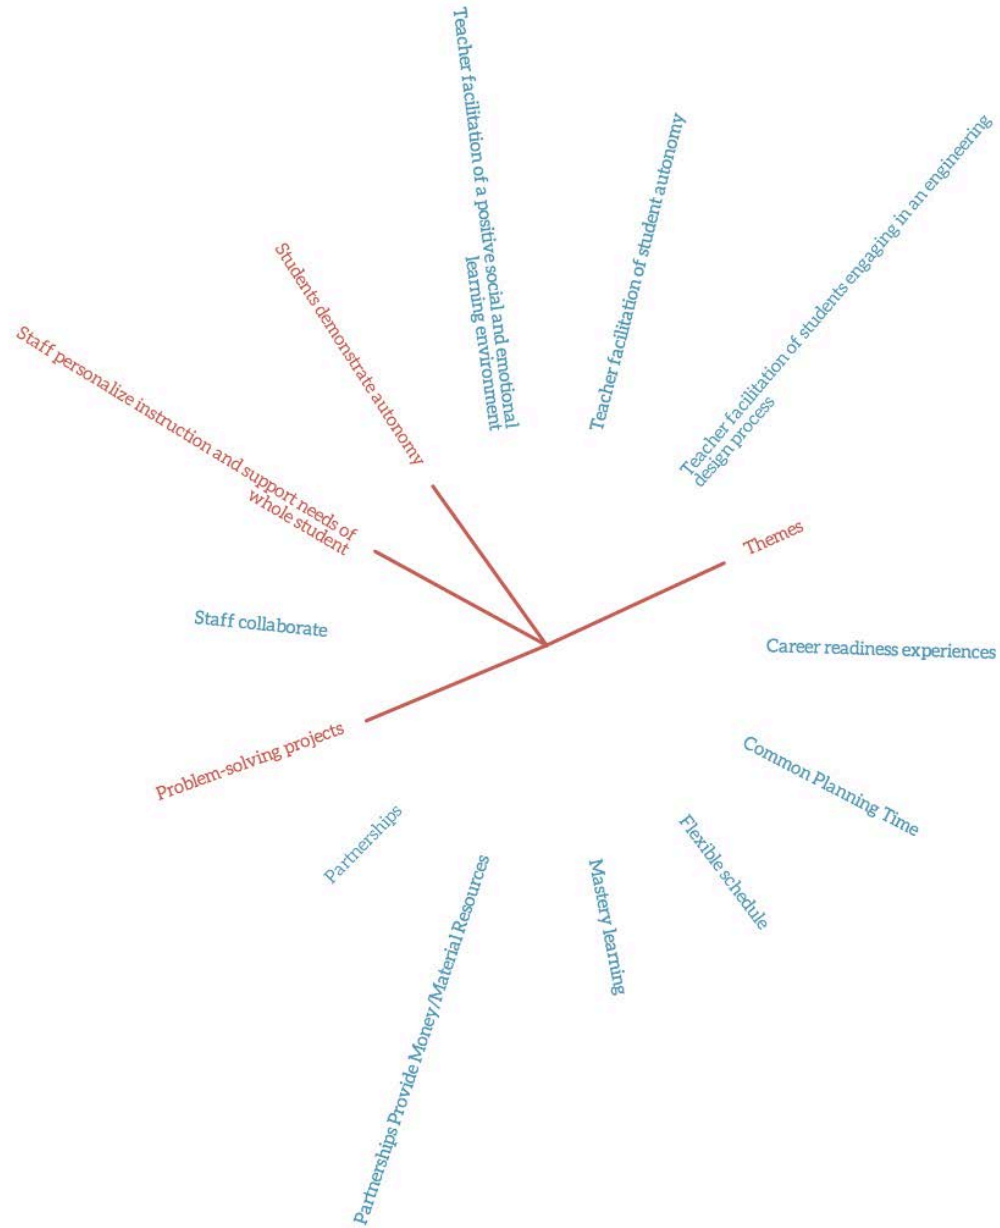 Teacher facilitation of a positive social and emotional
learning environment
Teacher facilitation of student autonomy
Teacher facilitation of students engaging in an engineering
design process
Themes
Career readiness experiences
Common Planning Time
Flexible schedule
Mastery learning
Partnerships Provide Money/Material Resources
Partnerships
Problem-solving projects
Staff collaborate
Staff personalize instruction and support needs of
whole student
Students demonstrate autonomy